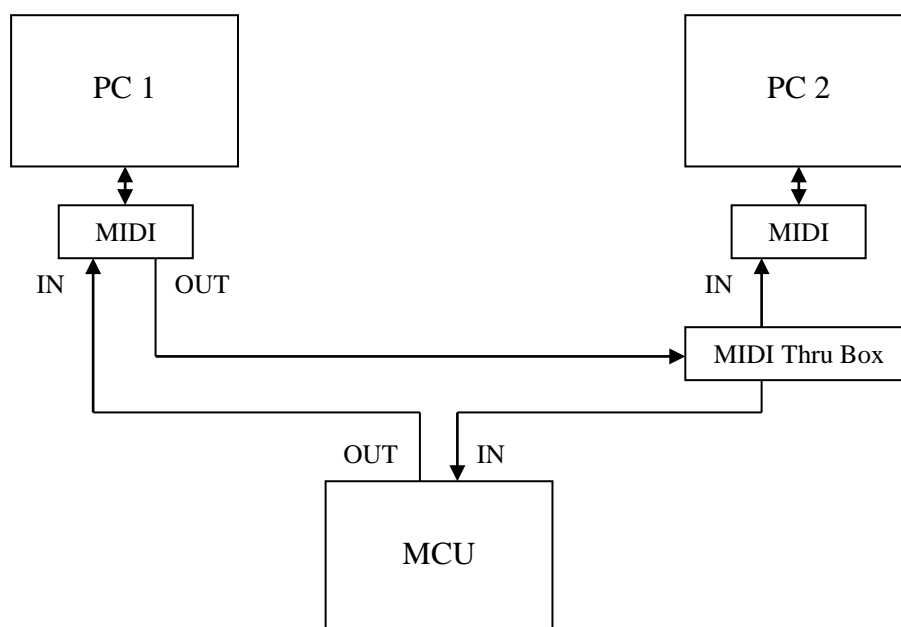 PC 1
PC 2
MIDI
MIDI
IN
OUT
IN
MIDI Thru Box
OUT
IN
MCU